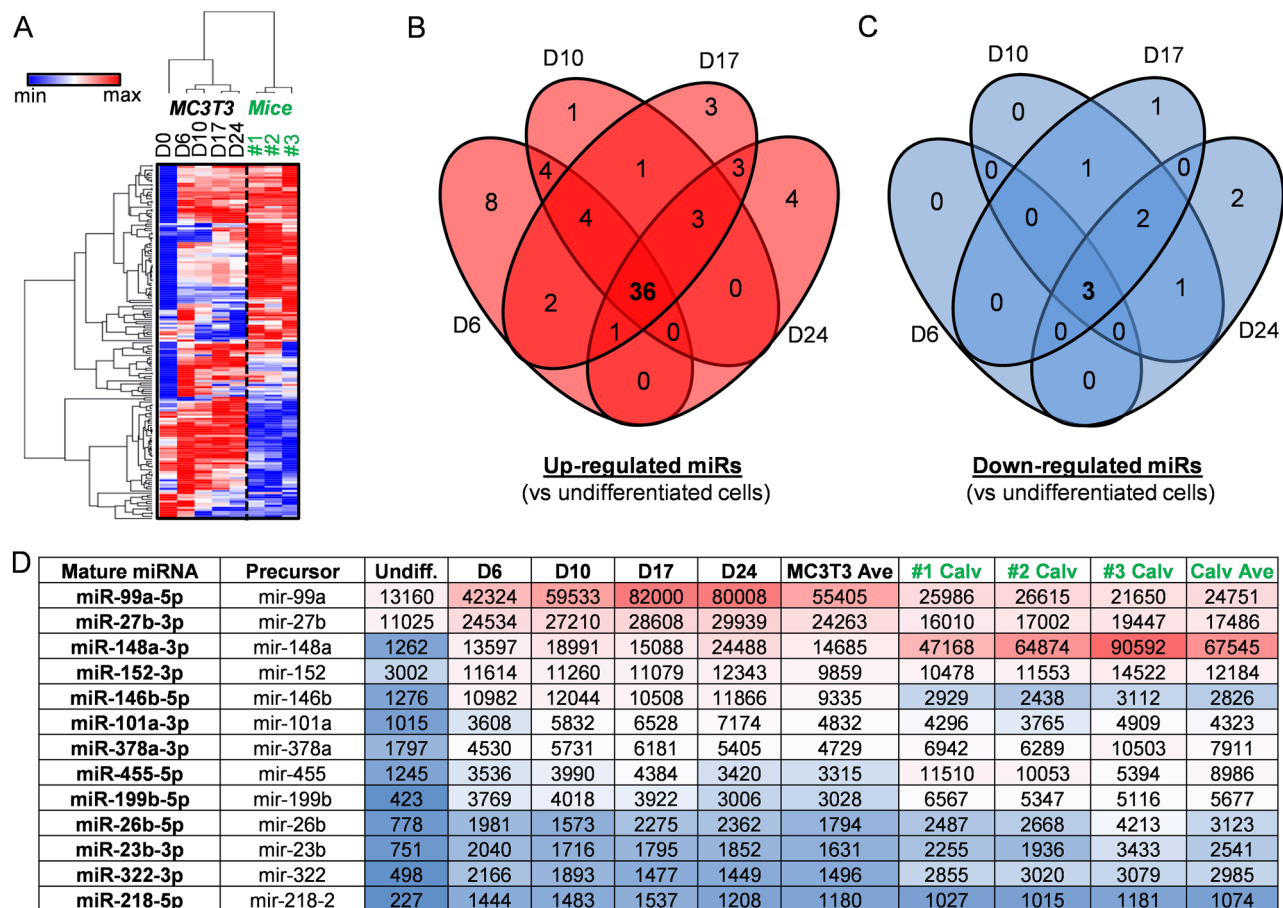 A
min max
MC3T3 Mice
D0 D6 D10 D17 D24 #1 #2 #3
B
D10 D17
1 3
4 1 3
8 4 3 4
36 0
2
1 0
D6 D24
0
Up-regulated miRs
(vs undifferentiated cells)
C
D10 D17
0 1
0 1 0
0 0 2 2
3 1
0
0 0
D6 D24
0
Down-regulated miRs
(vs undifferentiated cells)
D
Mature miRNA Precursor Undiff. D6 D10 D17 D24 MC3T3 Ave #1 Calv #2 Calv #3 Calv Calv Ave
miR-99a-5p mir-99a 13160 42324 59533 82000 80008 55405 25986 26615 21650 24751
miR-27b-3p mir-27b 11025 24534 27210 28608 29939 24263 16010 17002 19447 17486
miR-148a-3p mir-148a 1262 13597 18991 15088 24488 14685 47168 64874 90592 67545
miR-152-3p mir-152 3002 11614 11260 11079 12343 9859 10478 11553 14522 12184
miR-146b-5p mir-146b 1276 10982 12044 10508 11866 9335 2929 2438 3112 2826
miR-101a-3p mir-101a 1015 3608 5832 6528 7174 4832 4296 3765 4909 4323
miR-378a-3p mir-378a 1797 4530 5731 6181 5405 4729 6942 6289 10503 7911
miR-455-5p mir-455 1245 3536 3990 4384 3420 3315 11510 10053 5394 8986
miR-199b-5p mir-199b 423 3769 4018 3922 3006 3028 6567 5347 5116 5677
miR-26b-5p mir-26b 778 1981 1573 2275 2362 1794 2487 2668 4213 3123
miR-23b-3p mir-23b 751 2040 1716 1795 1852 1631 2255 1936 3433 2541
miR-322-3p mir-322 498 2166 1893 1477 1449 1496 2855 3020 3079 2985
miR-218-5p mir-218-2 227 1444 1483 1537 1208 1180 1027 1015 1181 1074